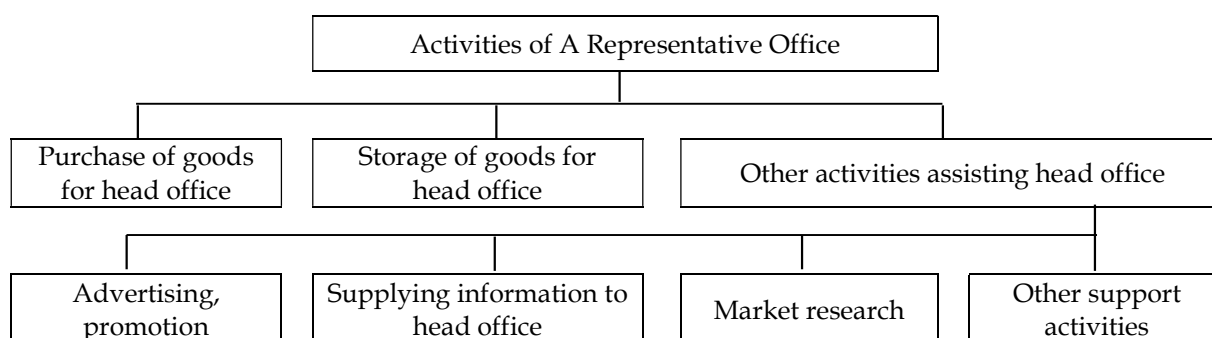 Activities of A Representative Office
Purchase of goods
for head office
Storage of goods for
head office
Other activities assisting head office
Advertising,
promotion
Supplying information to
head office
Market research
Other support
activities